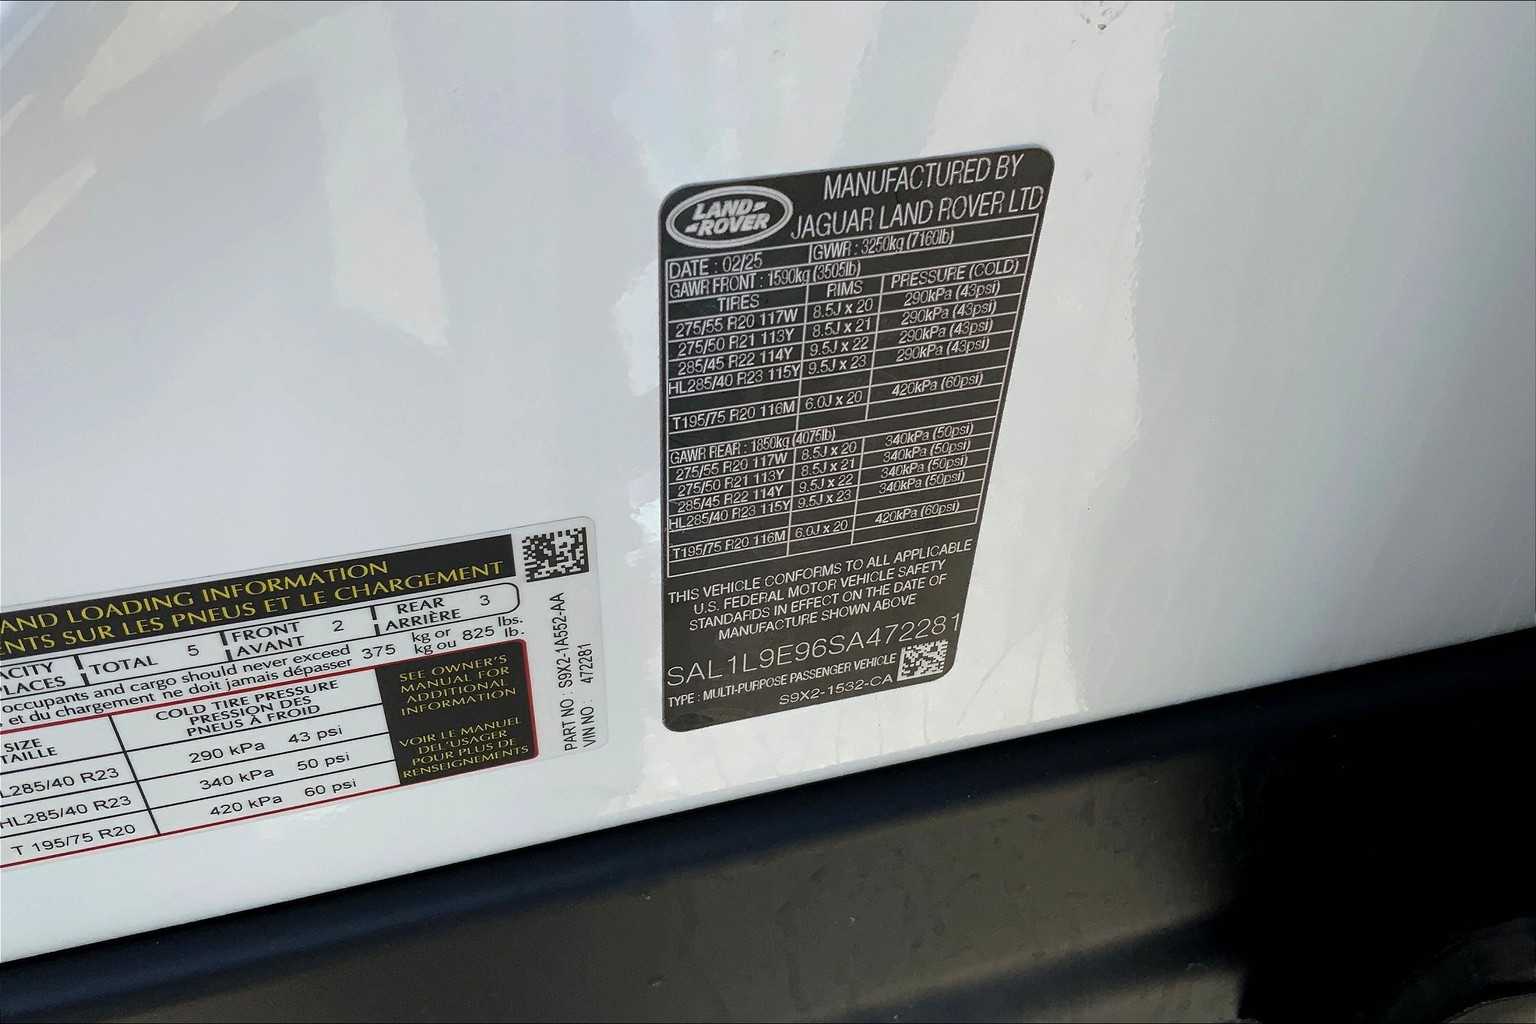 LAND-
-ROVER
MANUFACTURED BY
JAGUAR LAND ROVER LTD
DATE : 02/25 GVWR : 3250kg (7160lb)
GAWR FRONT : 1590kg (3505lb)
TIRES RIMS PRESSURE (COLD)
275/55 R20 117W 8.5J x 20 290kPa (43psi)
275/50 R21 113Y 8.5J x 21 290kPa (43psi)
285/45 R22 114Y 9.5J x 22 290kPa (43psi)
HL285/40 R23 115Y 9.5J x 23 290kPa (43psi)
T195/75 R20 116M 6.0J x 20 420kPa (60psi)
GAWR REAR : 1850kg (4075lb)
275/55 R20 117W 8.5J x 20 340kPa (50psi)
275/50 R21 113Y 8.5J x 21 340kPa (50psi)
285/45 R22 114Y 9.5J x 22 340kPa (50psi)
HL285/40 R23 115Y 9.5J x 23 340kPa (50psi)
T195/75 R20 116M 6.0J x 20 420kPa (60psi)
THIS VEHICLE CONFORMS TO ALL APPLICABLE
U.S. FEDERAL MOTOR VEHICLE SAFETY
STANDARDS IN EFFECT ON THE DATE OF
MANUFACTURE SHOWN ABOVE
SAL1L9E96SA472281
TYPE : MULTI-PURPOSE PASSENGER VEHICLE
S9X2-1532-CA
AND LOADING INFORMATION
ENTS SUR LES PNEUS ET LE CHARGEMENT
ACITY
PLACES
TOTAL 5
FRONT
AVANT
2
REAR
ARRIÈRE
3
occupants and cargo should never exceed
et du chargement ne doit jamais dépasser
375 kg or
kg ou
825 lbs.
lb.
SIZE
TAILLE
COLD TIRE PRESSURE
PRESSION DES
PNEUS À FROID
L285/40 R23 290 kPa 43 psi
HL285/40 R23 340 kPa 50 psi
T 195/75 R20 420 kPa 60 psi
SEE OWNER'S
MANUAL FOR
ADDITIONAL
INFORMATION
VOIR LE MANUEL
DEL'USAGER
POUR PLUS DE
RENSEIGNEMENTS
PART NO : S9X2-1A552-AA
VIN NO : 472281